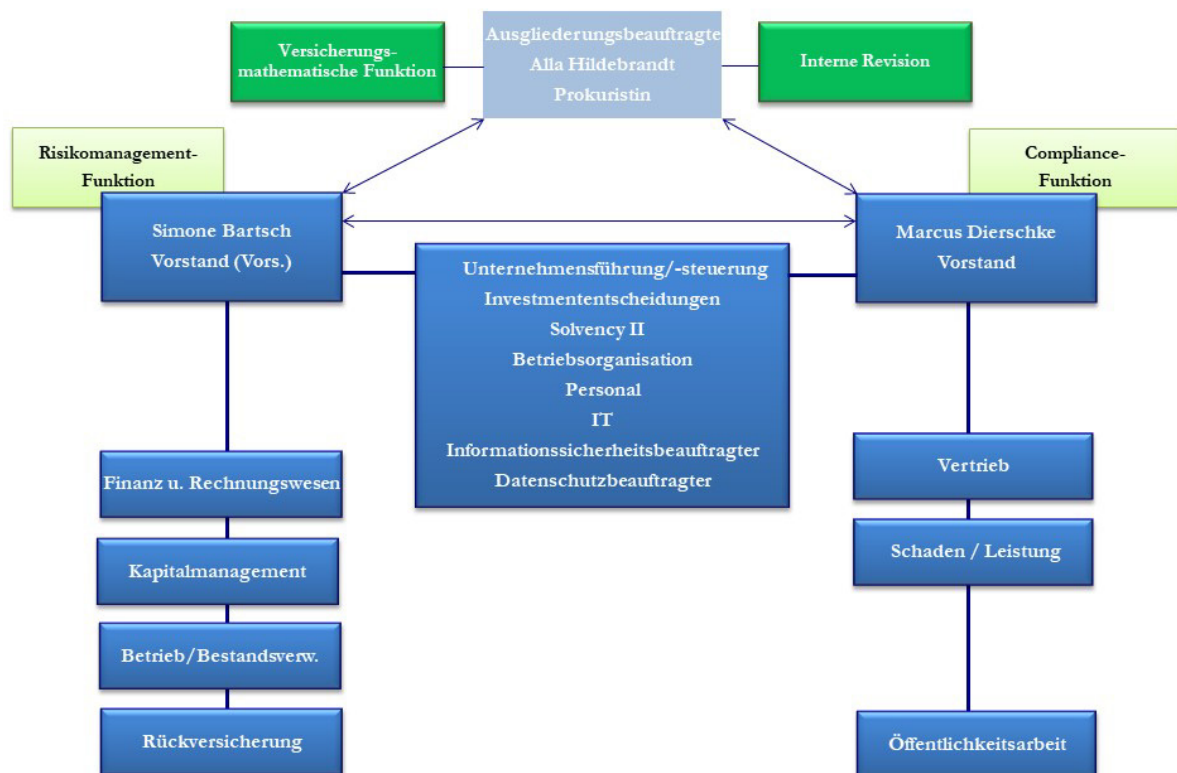 Versicherungs-
mathematische Funktion
Ausgliederungsbeauftragte
Alla Hildebrandt
Prokuristin
Interne Revision
Risikomanagement-
Funktion
Compliance-
Funktion
Simone Bartsch
Vorstand (Vors.)
Marcus Dierschke
Vorstand
Unternehmensführung/-steuerung
Investmententscheidungen
Solvency II
Betriebsorganisation
Personal
IT
Informationssicherheitsbeauftragter
Datenschutzbeauftragter
Finanz u. Rechnungswesen
Kapitalmanagement
Betrieb/Bestandsverw.
Rückversicherung
Vertrieb
Schaden / Leistung
Öffentlichkeitsarbeit